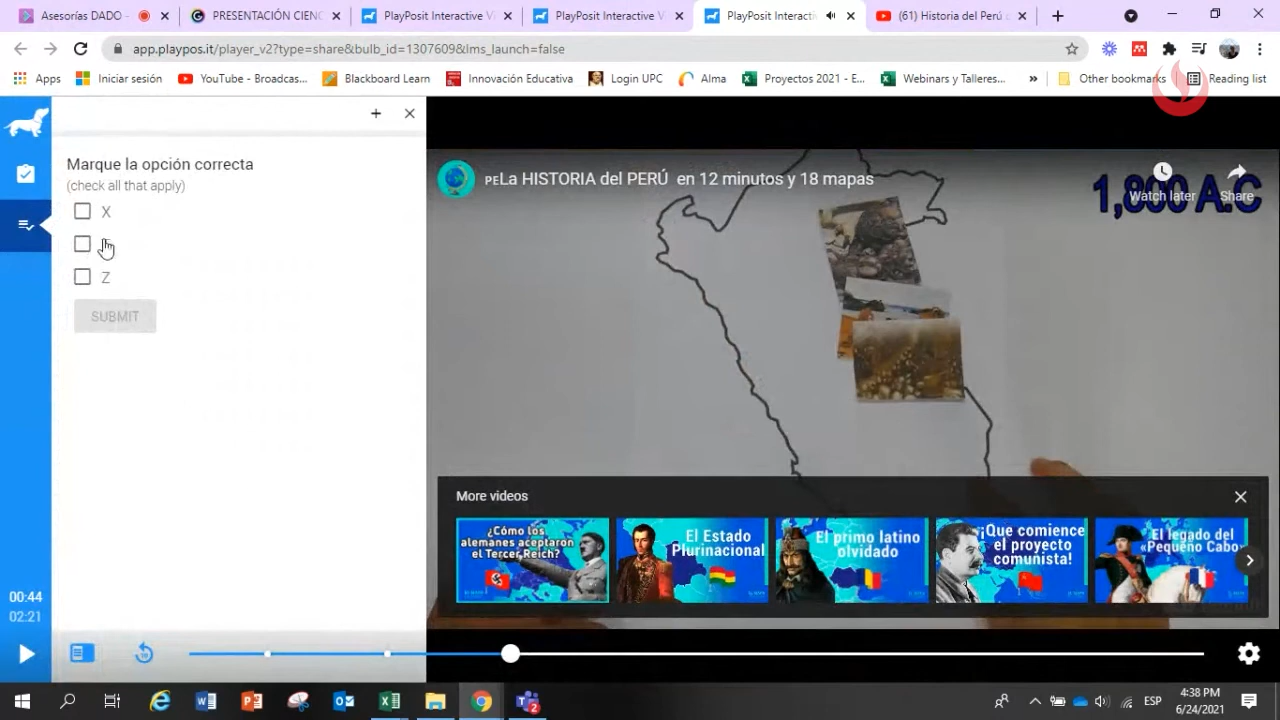 Asesorías DADO -
PRESENTACIÓN CIENC
PlayPosit Interactive V
PlayPosit Interactive V
PlayPosit Interacti
(61) Historia del Perú
app.playpos.it/player_v2?type=share&bulb_id=1307609&lms_launch=false
Apps
Iniciar sesión
YouTube - Broadcas...
Blackboard Learn
Innovación Educativa
Login UPC
Alma
Proyectos 2021 - E...
Webinars y Talleres...
»
Other bookmarks
Reading list
Marque la opción correcta
(check all that apply)
X
Z
SUBMIT
PELa HISTORIA del PERÚ en 12 minutos y 18 mapas
Watch later
Share
1,800 A.C
More videos
¿Cómo los
alemanes aceptaron
el Tercer Reich?
El Estado
Plurinacional
El primo latino
olvidado
¡Que comience
el proyecto
comunista!
El legado del
«Pequeño Cabo»
00:44
02:21
10
ESP
4:38 PM
6/24/2021
2